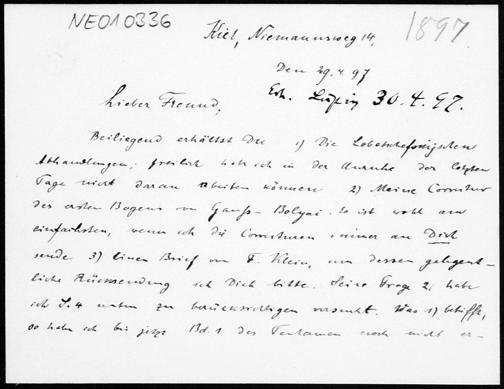 NE010336
1897.
Kiel, Niemannsweg 14,
Den 29.4.97
Erh. Leipzig 30.4.97.
Lieber Freund,
Beiliegend erhältst Du 1) Die Lobatschefskijschen
Abhandlungen; freilich habe ich in der Unruhe der letzten
Tage nicht daran arbeiten können. 2) Meine Correctur
des ersten Bogens von Gauß-Bolyai. Es ist wohl am
einfachsten, wenn ich die Correcturen immer an Dich
sende 3) Einen Brief von F. Klein, um dessen gelegent-
liche Rücksendung ich Dich bitte. Seine Frage 2, habe
ich S. 4 unten zu berücksichtigen versucht. Was 1) betrifft,
so habe ich bis jetzt Bd. 1 des Tentamen noch nicht er-